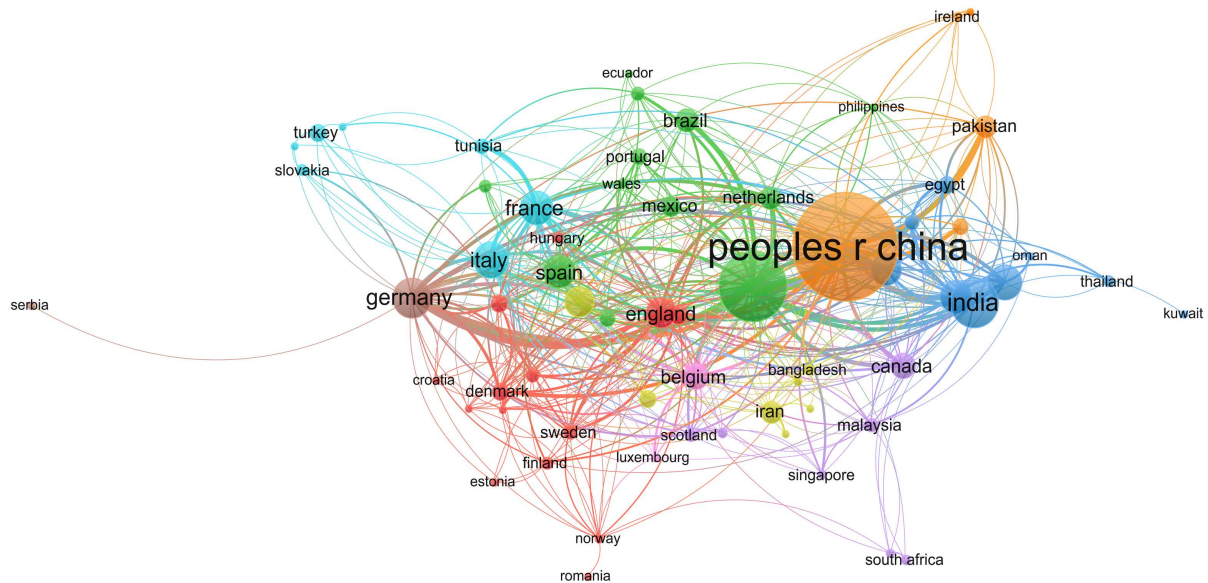 ireland
ecuador
philippines
brazil
pakistan
turkey
tunisia
portugal
slovakia
wales
egypt
france
mexico
netherlands
hungary
peoples r china
italy
spain
oman
germany
thailand
india
serbia
england
kuwait
croatia
denmark
belgium
bangladesh
canada
iran
sweden
scotland
malaysia
finland
luxembourg
estonia
singapore
norway
south africa
romania